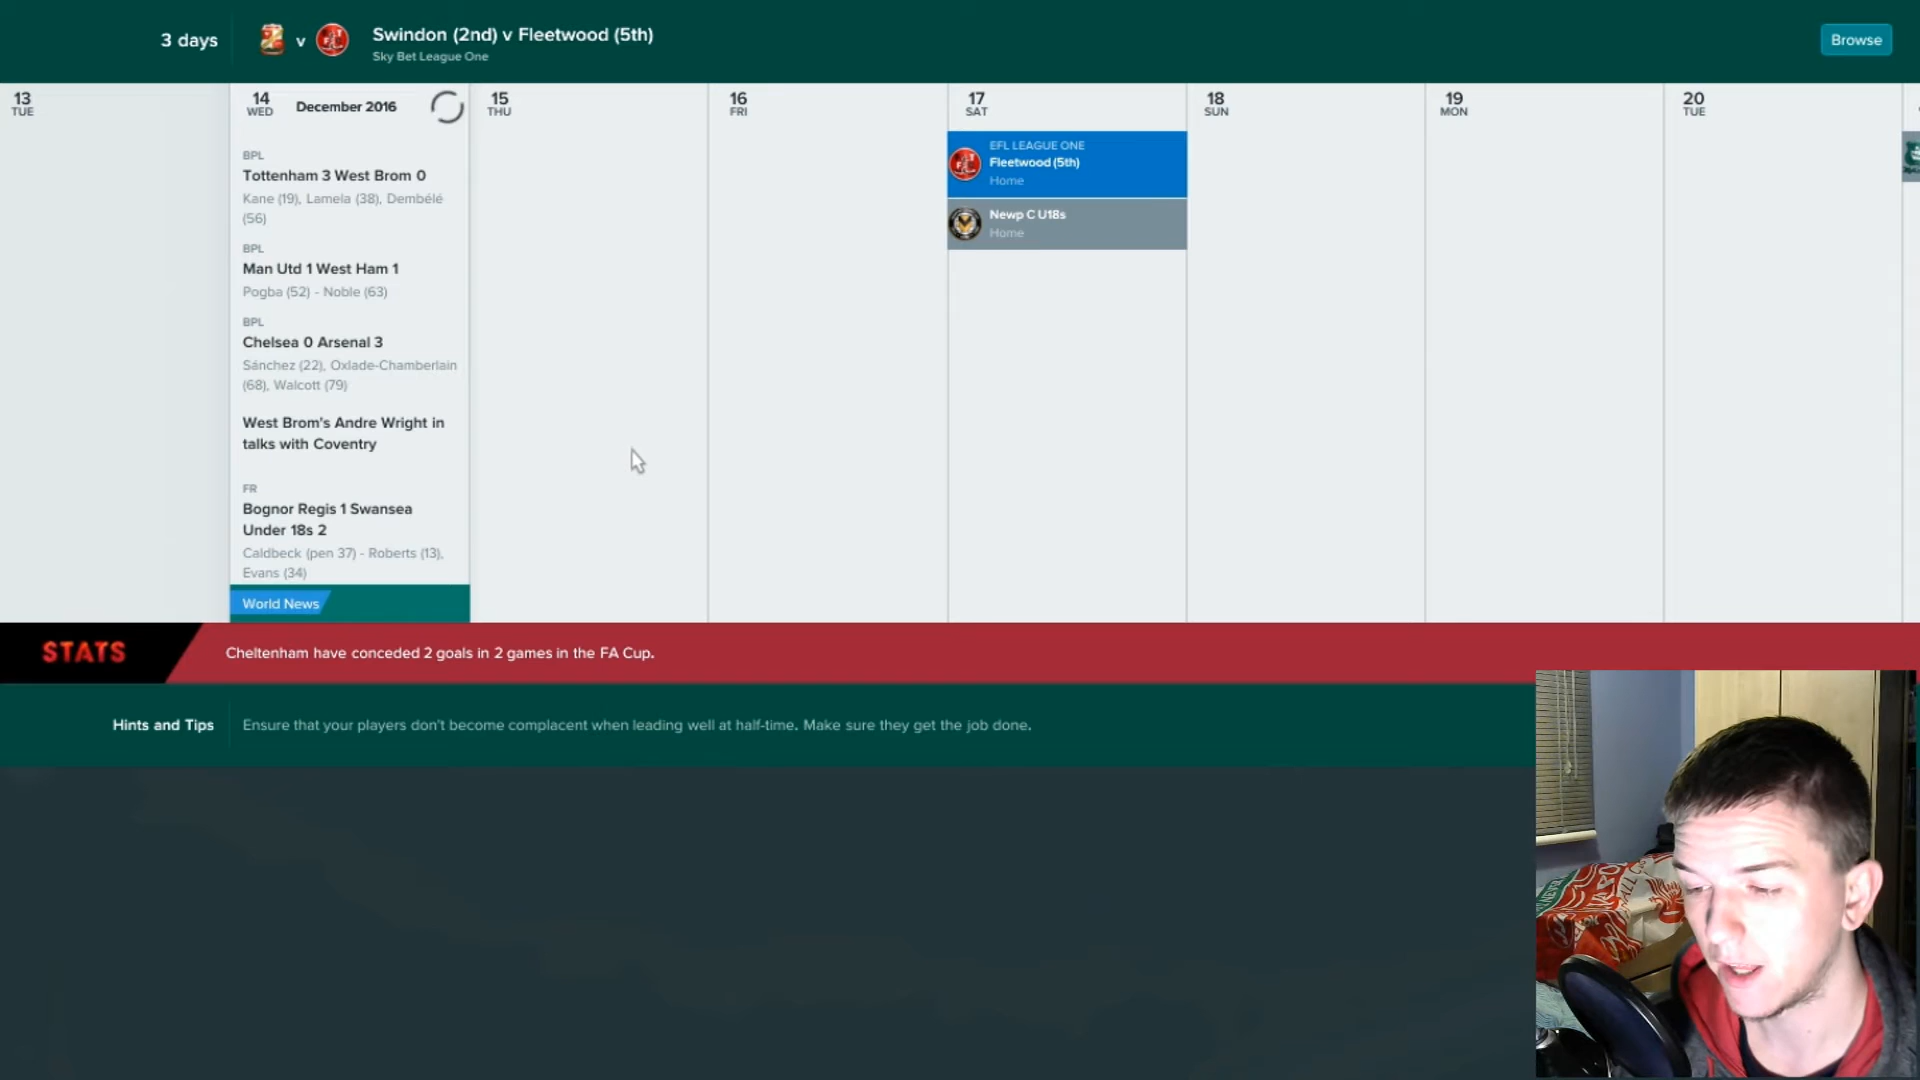 3 days
v
Swindon (2nd) v Fleetwood (5th)
Sky Bet League One
Browse
13
TUE
14
WED
December 2016
15
THU
16
FRI
17
SAT
18
SUN
19
MON
20
TUE
BPL
Tottenham 3 West Brom 0
Kane (19), Lamela (38), Dembélé
(56)
BPL
Man Utd 1 West Ham 1
Pogba (52) - Noble (63)
BPL
Chelsea 0 Arsenal 3
Sánchez (22), Oxlade-Chamberlain
(68), Walcott (79)
West Brom's Andre Wright in
talks with Coventry
FR
Bognor Regis 1 Swansea
Under 18s 2
Caldbeck (pen 37) - Roberts (13),
Evans (34)
World News
EFL LEAGUE ONE
Fleetwood (5th)
Home
Newp C U18s
Home
STATS
Cheltenham have conceded 2 goals in 2 games in the FA Cup.
Hints and Tips
Ensure that your players don't become complacent when leading well at half-time. Make sure they get the job done.